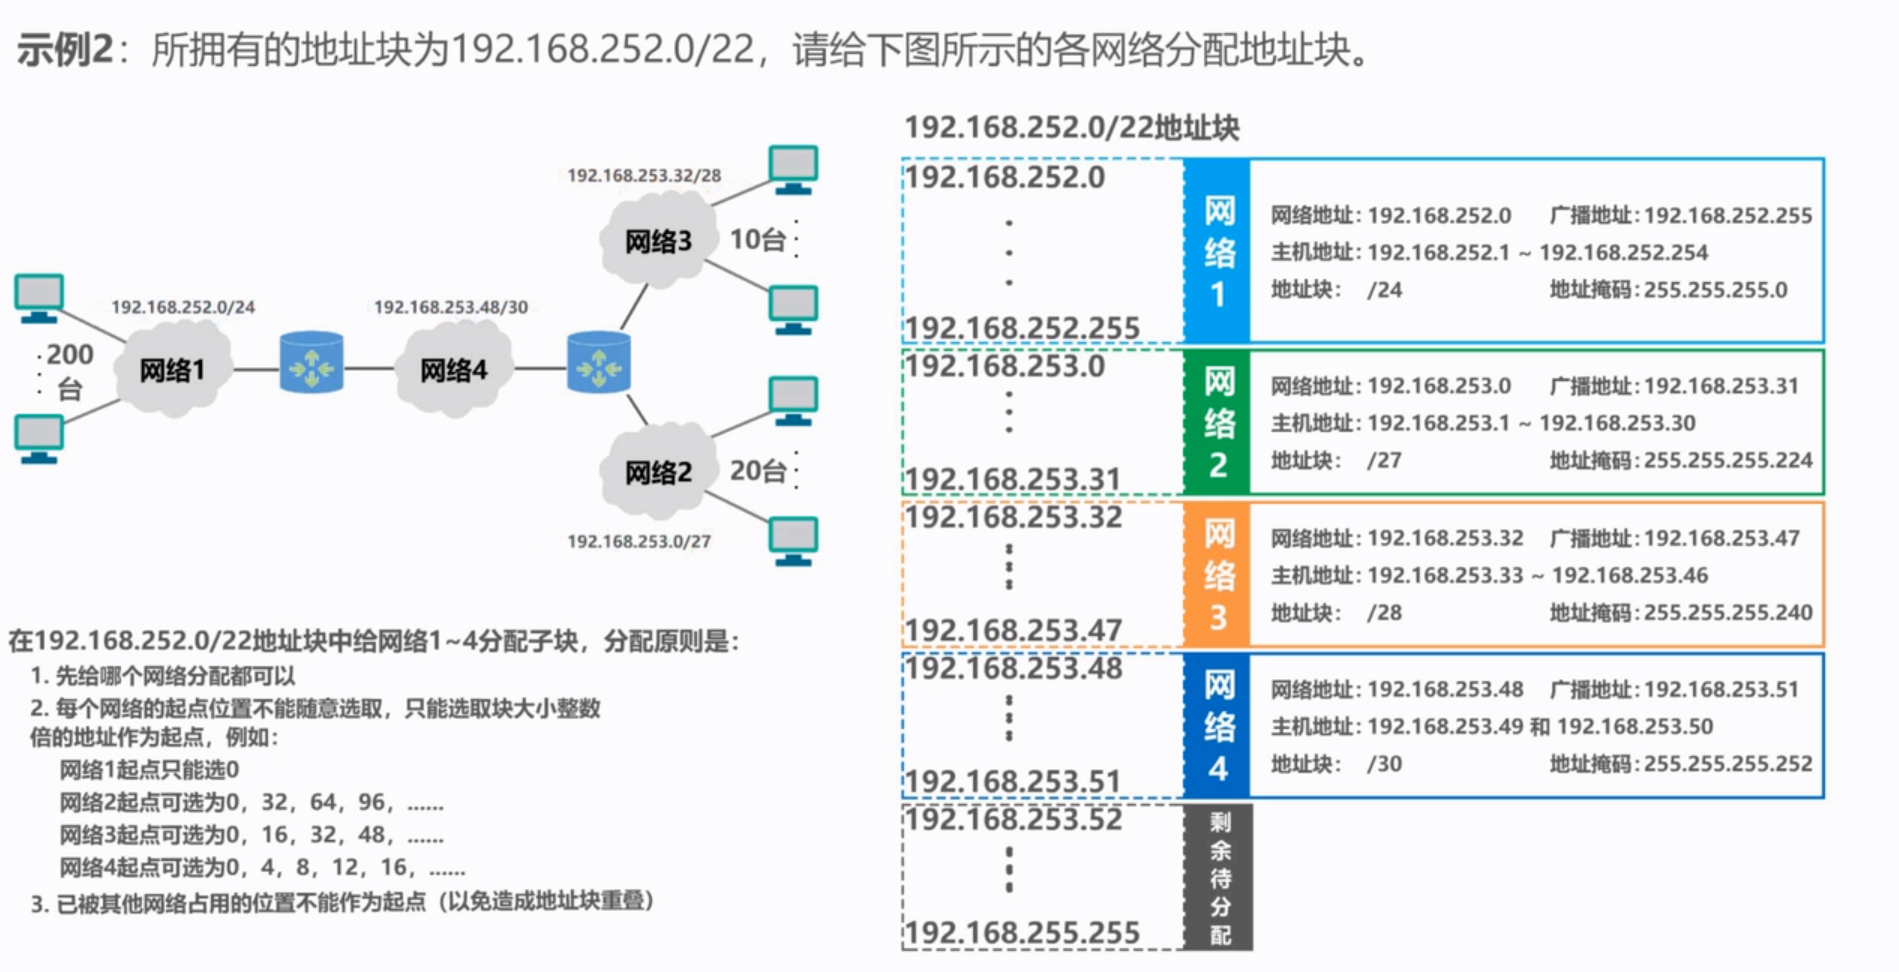 示例2：所拥有的地址块为192.168.252.0/22，请给下图所示的各网络分配地址块。
192.168.253.32/28
网络3
10台
192.168.252.0/24
192.168.253.48/30
200
台
网络1
网络4
网络2
20台
192.168.253.0/27
在192.168.252.0/22地址块中给网络1~4分配子块，分配原则是：
1. 先给哪个网络分配都可以
2. 每个网络的起点位置不能随意选取，只能选取块大小整数
倍的地址作为起点，例如：
网络1起点只能选0
网络2起点可选为0，32，64，96，......
网络3起点可选为0，16，32，48，......
网络4起点可选为0，4，8，12，16，......
3. 已被其他网络占用的位置不能作为起点（以免造成地址块重叠）
192.168.252.0/22地址块
192.168.252.0
192.168.252.255
网络1
网络地址：192.168.252.0 广播地址：192.168.252.255
主机地址：192.168.252.1 ~ 192.168.252.254
地址块： /24 地址掩码：255.255.255.0
192.168.253.0
192.168.253.31
网络2
网络地址：192.168.253.0 广播地址：192.168.253.31
主机地址：192.168.253.1 ~ 192.168.253.30
地址块： /27 地址掩码：255.255.255.224
192.168.253.32
192.168.253.47
网络3
网络地址：192.168.253.32 广播地址：192.168.253.47
主机地址：192.168.253.33 ~ 192.168.253.46
地址块： /28 地址掩码：255.255.255.240
192.168.253.48
192.168.253.51
网络4
网络地址：192.168.253.48 广播地址：192.168.253.51
主机地址：192.168.253.49 和 192.168.253.50
地址块： /30 地址掩码：255.255.255.252
192.168.253.52
192.168.255.255
剩余待分配